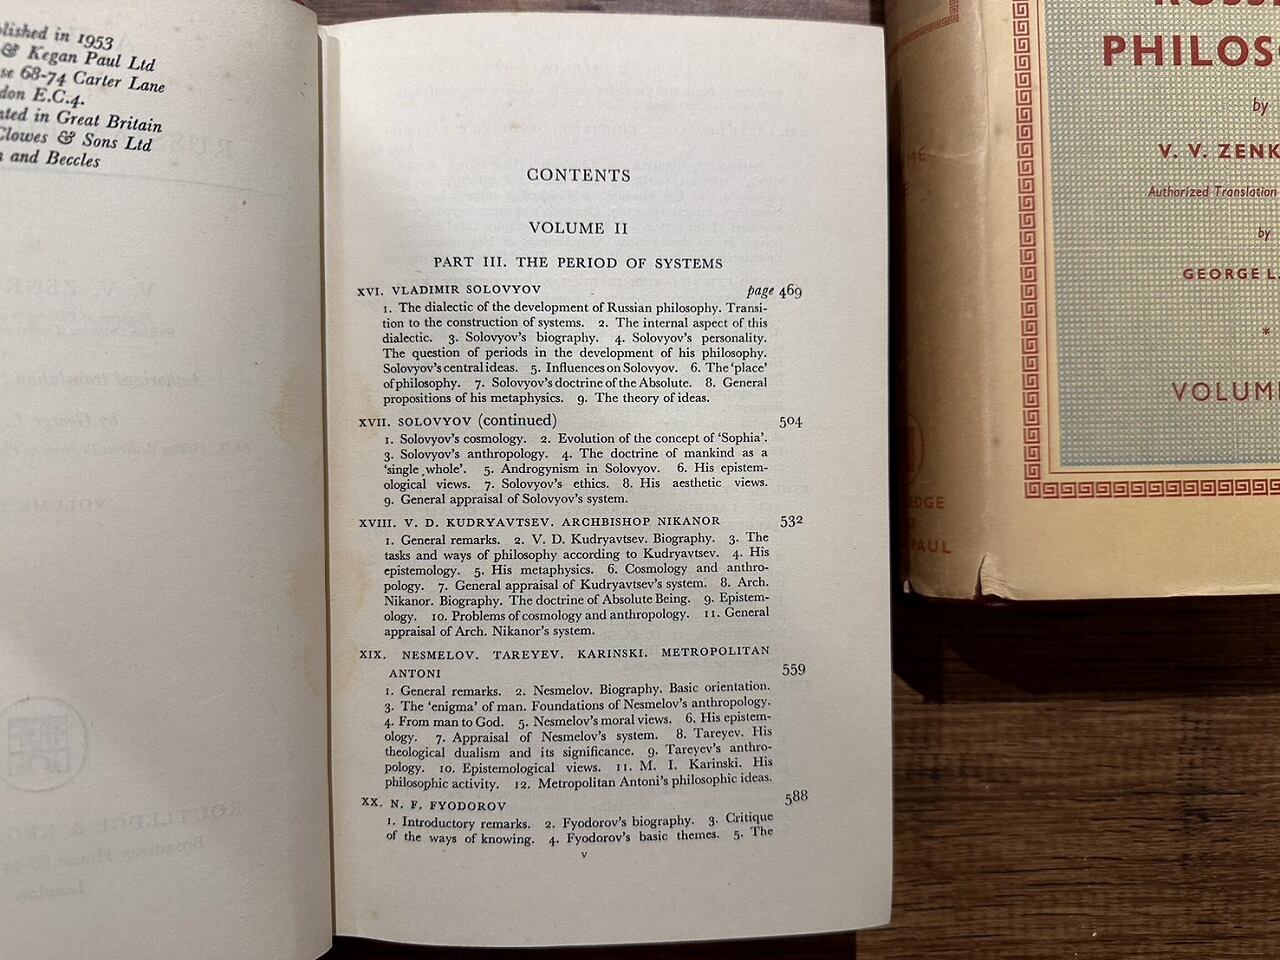 lished in 1953
& Kegan Paul Ltd
68-74 Carter Lane
E.C.4.
in Great Britain
Clowes & Sons Ltd
and Beccles
CONTENTS
VOLUME II
PART III. THE PERIOD OF SYSTEMS
XVI. VLADIMIR SOLOVYOV page 469
1. The dialectic of the development of Russian philosophy. Transi-
tion to the construction of systems. 2. The internal aspect of this
dialectic. 3. Solovyov's biography. 4. Solovyov's personality.
The question of periods in the development of his philosophy.
Solovyov's central ideas. 5. Influences on Solovyov. 6. The 'place'
of philosophy. 7. Solovyov's doctrine of the Absolute. 8. General
propositions of his metaphysics. 9. The theory of ideas.
XVII. SOLOVYOV (continued) 504
1. Solovyov's cosmology. 2. Evolution of the concept of 'Sophia'.
3. Solovyov's anthropology. 4. The doctrine of mankind as a
'single whole'. 5. Androgynism in Solovyov. 6. His epistem-
ological views. 7. Solovyov's ethics. 8. His aesthetic views.
9. General appraisal of Solovyov's system.
XVIII. V. D. KUDRYAVTSEV. ARCHBISHOP NIKANOR 532
1. General remarks. 2. V. D. Kudryavtsev. Biography. 3. The
tasks and ways of philosophy according to Kudryavtsev. 4. His
epistemology. 5. His metaphysics. 6. Cosmology and anthro-
pology. 7. General appraisal of Kudryavtsev's system. 8. Arch.
Nikanor. Biography. The doctrine of Absolute Being. 9. Epistem-
ology. 10. Problems of cosmology and anthropology. 11. General
appraisal of Arch. Nikanor's system.
XIX. NESMELOV. TAREYEV. KARINSKI. METROPOLITAN
ANTONI 559
1. General remarks. 2. Nesmelov. Biography. Basic orientation.
3. The 'enigma' of man. Foundations of Nesmelov's anthropology.
4. From man to God. 5. Nesmelov's moral views. 6. His epistem-
ology. 7. Appraisal of Nesmelov's system. 8. Tareyev. His
theological dualism and its significance. 9. Tareyev's anthro-
pology. 10. Epistemological views. 11. M. I. Karinski. His
philosophic activity. 12. Metropolitan Antoni's philosophic ideas.
XX. N. F. FYODOROV 588
1. Introductory remarks. 2. Fyodorov's biography. 3. Critique
of the ways of knowing. 4. Fyodorov's basic themes. 5. The
v
PHILOS
by
V. V. ZENK
Authorized Translation
by
GEORGE L.
*
VOLUM
PAUL